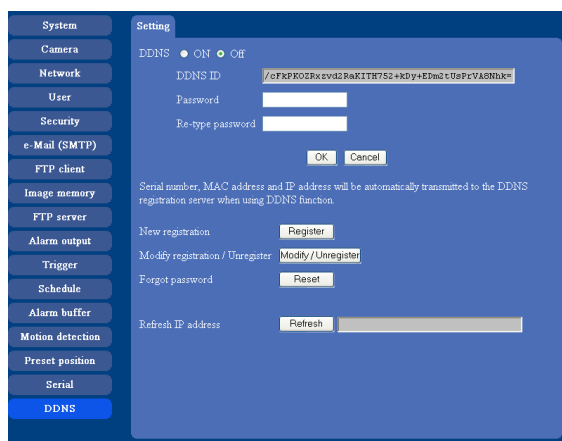 System
Camera
Network
User
Security
e-Mail (SMTP)
FTP client
Image memory
FTP server
Alarm output
Trigger
Schedule
Alarm buffer
Motion detection
Preset position
Serial
DDNS
Setting
DDNS ON Off
DDNS ID /cFkPKOZRxzvd2RaKITH752+kDy+EDm2tUsPrVA8Nhk=
Password
Re-type password
OK Cancel
Serial number, MAC address and IP address will be automatically transmitted to the DDNS
registration server when using DDNS function.
New registration Register
Modify registration / Unregister Modify/Unregister
Forgot password Reset
Refresh IP address Refresh